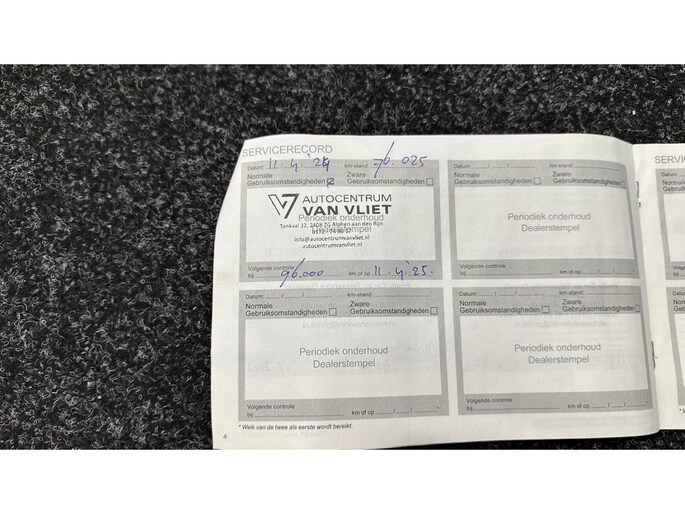 SERVICERECORD
Datum: 11.4.'24 km-stand: 76.025
Normale Gebruiksomstandigheden
Zware Gebruiksomstandigheden
AUTOCENTRUM
VAN VLIET
Periodiek onderhoud
Tankval 12, 2408 ZG Alphen aan den Rijn
info@autocentrumvanvliet.nl
autocentrumvanvliet.nl
Volgende controle
bij 96.000 km of op 11.4.'25.
Datum: / / km-stand:
Normale Gebruiksomstandigheden
Zware Gebruiksomstandigheden
Periodiek onderhoud
Dealerstempel
Volgende controle
bij km of op / /
Datum: / / km-stand:
Normale Gebruiksomstandigheden
Zware Gebruiksomstandigheden
Periodiek onderhoud
Dealerstempel
Volgende controle
bij km of op / /
Datum: / / km-stand:
Normale Gebruiksomstandigheden
Zware Gebruiksomstandigheden
Periodiek onderhoud
Dealerstempel
Volgende controle
bij km of op / /
* Welk van de twee als eerste wordt bereikt.
SERVI